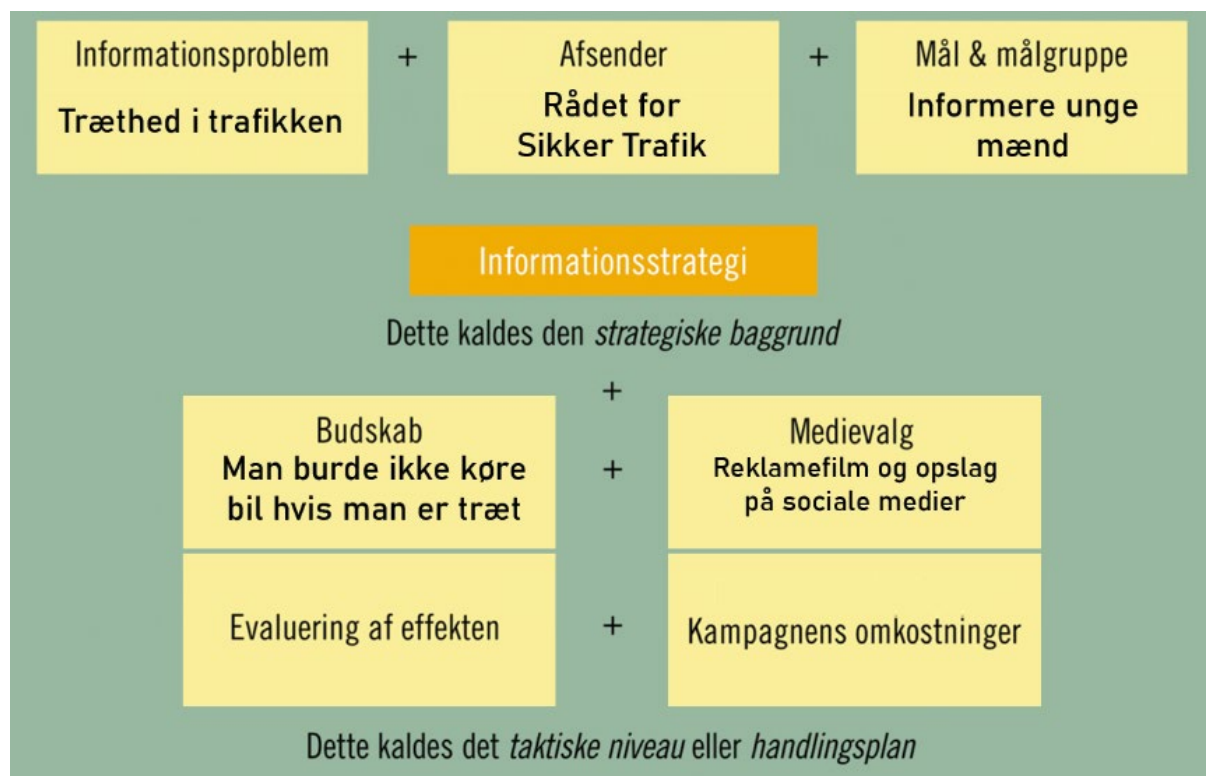 Informationsproblem + Afsender + Mål & målgruppe
Træthed i trafikken
Rådet for
Sikker Trafik
Informere unge
mænd
Informationsstrategi
Dette kaldes den strategiske baggrund
+
Budskab
Man burde ikke køre
bil hvis man er træt
+
Medievalg
Reklamefilm og opslag
på sociale medier
Evaluering af effekten + Kampagnens omkostninger
Dette kaldes det taktiske niveau eller handlingsplan